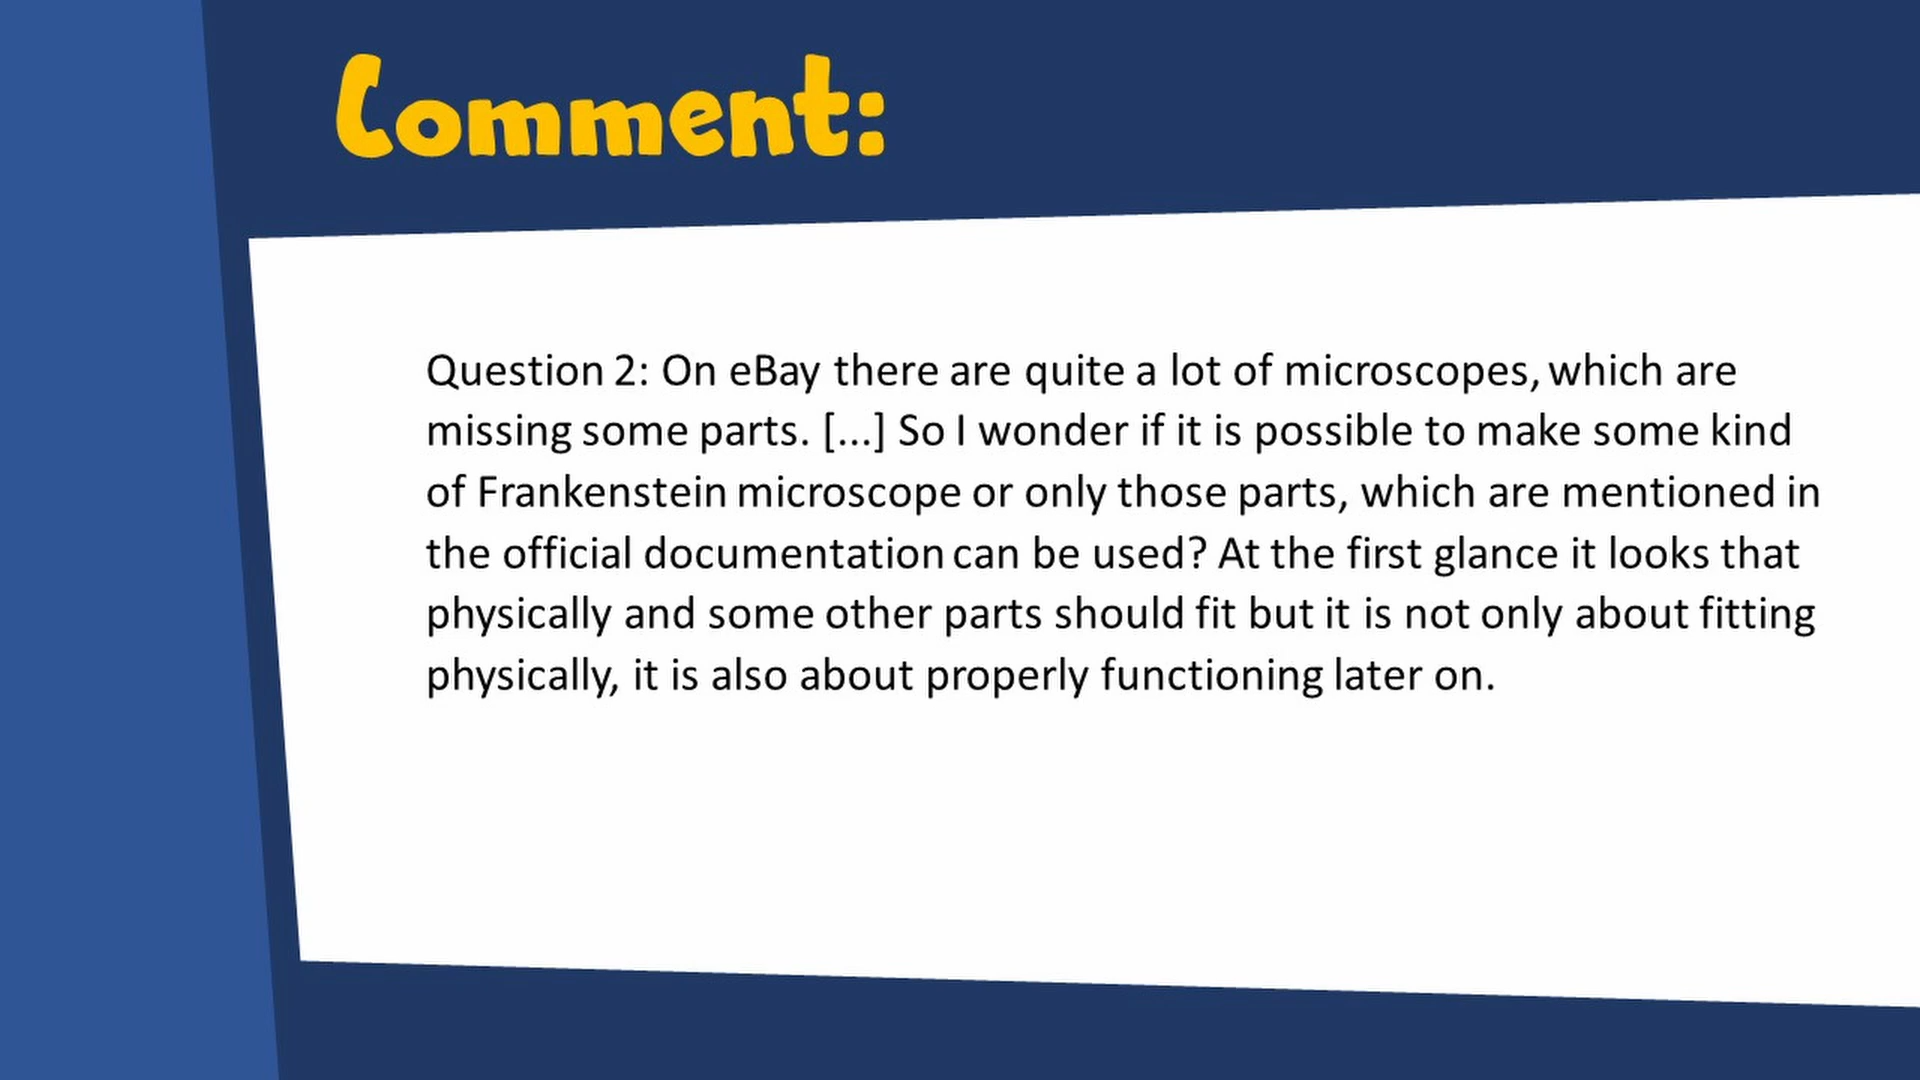 Comment:
Question 2: On eBay there are quite a lot of microscopes, which are
missing some parts. [...] So I wonder if it is possible to make some kind
of Frankenstein microscope or only those parts, which are mentioned in
the official documentation can be used? At the first glance it looks that
physically and some other parts should fit but it is not only about fitting
physically, it is also about properly functioning later on.